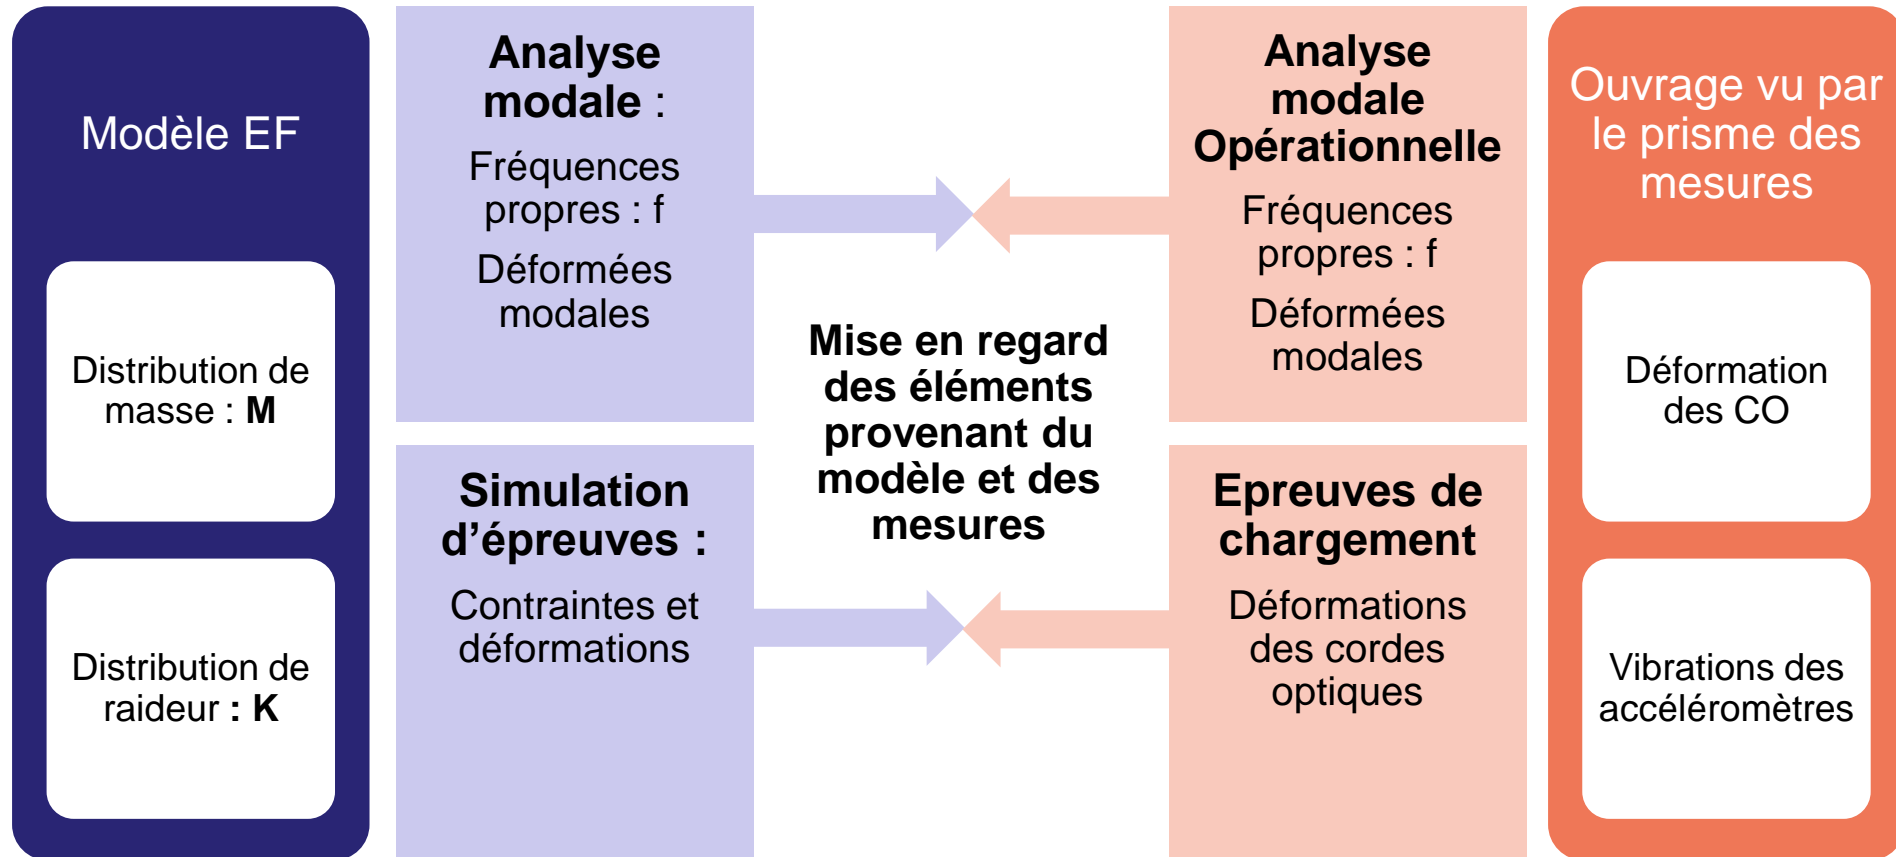 Modèle EF
Distribution de
masse : M
Distribution de
raideur : K
Analyse
modale :
Fréquences
propres : f
Déformées
modales
Simulation
d’épreuves :
Contraintes et
déformations
Mise en regard
des éléments
provenant du
modèle et des
mesures
Analyse
modale
Opérationnelle
Fréquences
propres : f
Déformées
modales
Epreuves de
chargement
Déformations
des cordes
optiques
Ouvrage vu par
le prisme des
mesures
Déformation
des CO
Vibrations des
accéléromètres